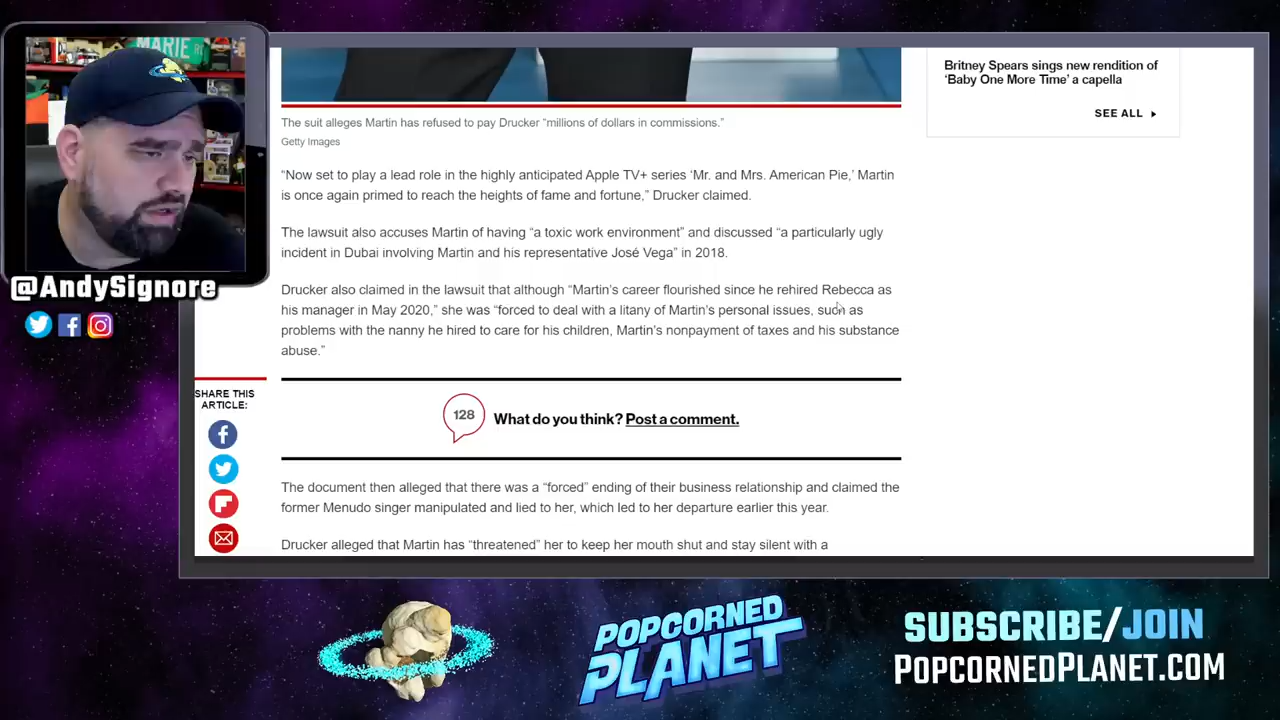 MARIE
@AndySignore
Britney Spears sings new rendition of
‘Baby One More Time’ a capella
SEE ALL
The suit alleges Martin has refused to pay Drucker “millions of dollars in commissions.”
Getty Images
“Now set to play a lead role in the highly anticipated Apple TV+ series ‘Mr. and Mrs. American Pie,’ Martin
is once again primed to reach the heights of fame and fortune,” Drucker claimed.
The lawsuit also accuses Martin of having “a toxic work environment” and discussed “a particularly ugly
incident in Dubai involving Martin and his representative José Vega” in 2018.
Drucker also claimed in the lawsuit that although “Martin’s career flourished since he rehired Rebecca as
his manager in May 2020,” she was “forced to deal with a litany of Martin’s personal issues, such as
problems with the nanny he hired to care for his children, Martin’s nonpayment of taxes and his substance
abuse.”
SHARE THIS
ARTICLE:
128
What do you think? Post a comment.
The document then alleged that there was a “forced” ending of their business relationship and claimed the
former Menudo singer manipulated and lied to her, which led to her departure earlier this year.
Drucker alleged that Martin has “threatened” her to keep her mouth shut and stay silent with a
POPCORNED
PLANET
SUBSCRIBE/JOIN
POPCORNEDPLANET.COM